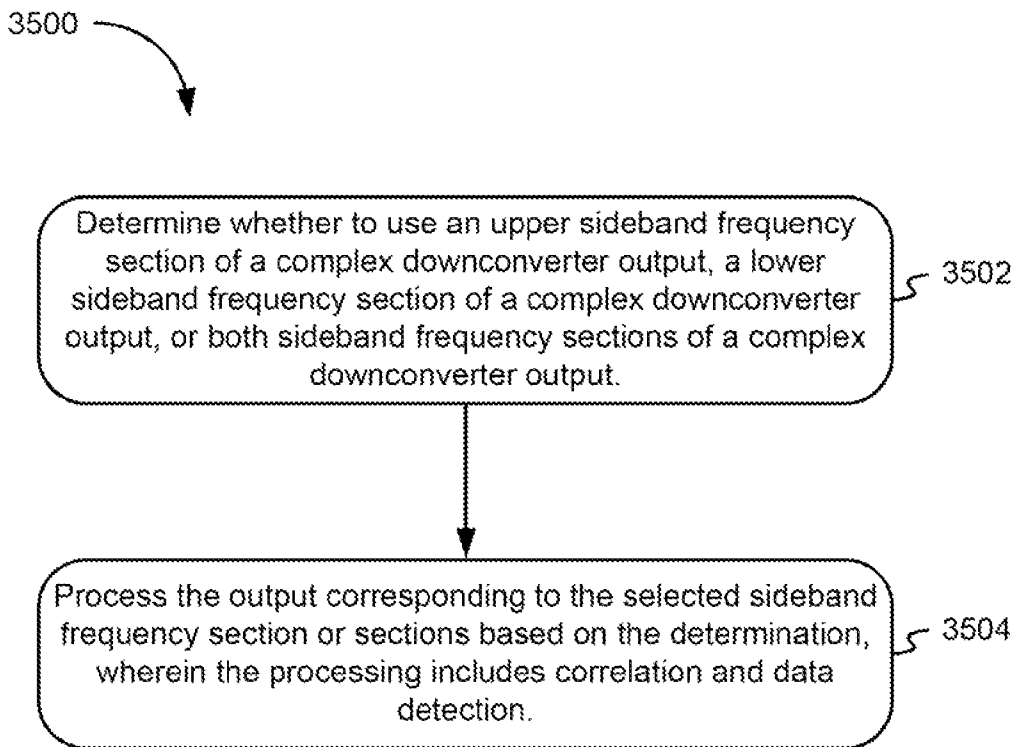 3500
Determine whether to use an upper sideband frequency
section of a complex downconverter output, a lower
sideband frequency section of a complex downconverter
output, or both sideband frequency sections of a complex
downconverter output.
3502
Process the output corresponding to the selected sideband
frequency section or sections based on the determination,
wherein the processing includes correlation and data
detection.
3504